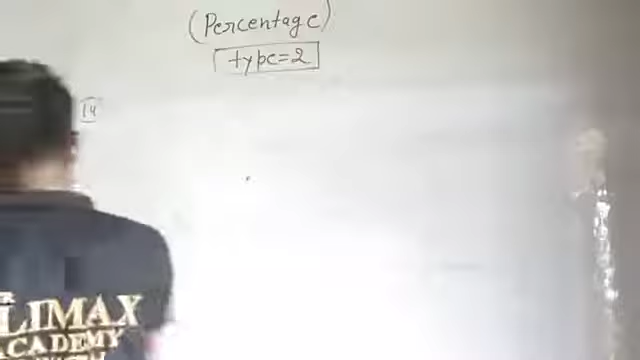 (Percentage)
type=2
14
LIMAX
ACADEMY